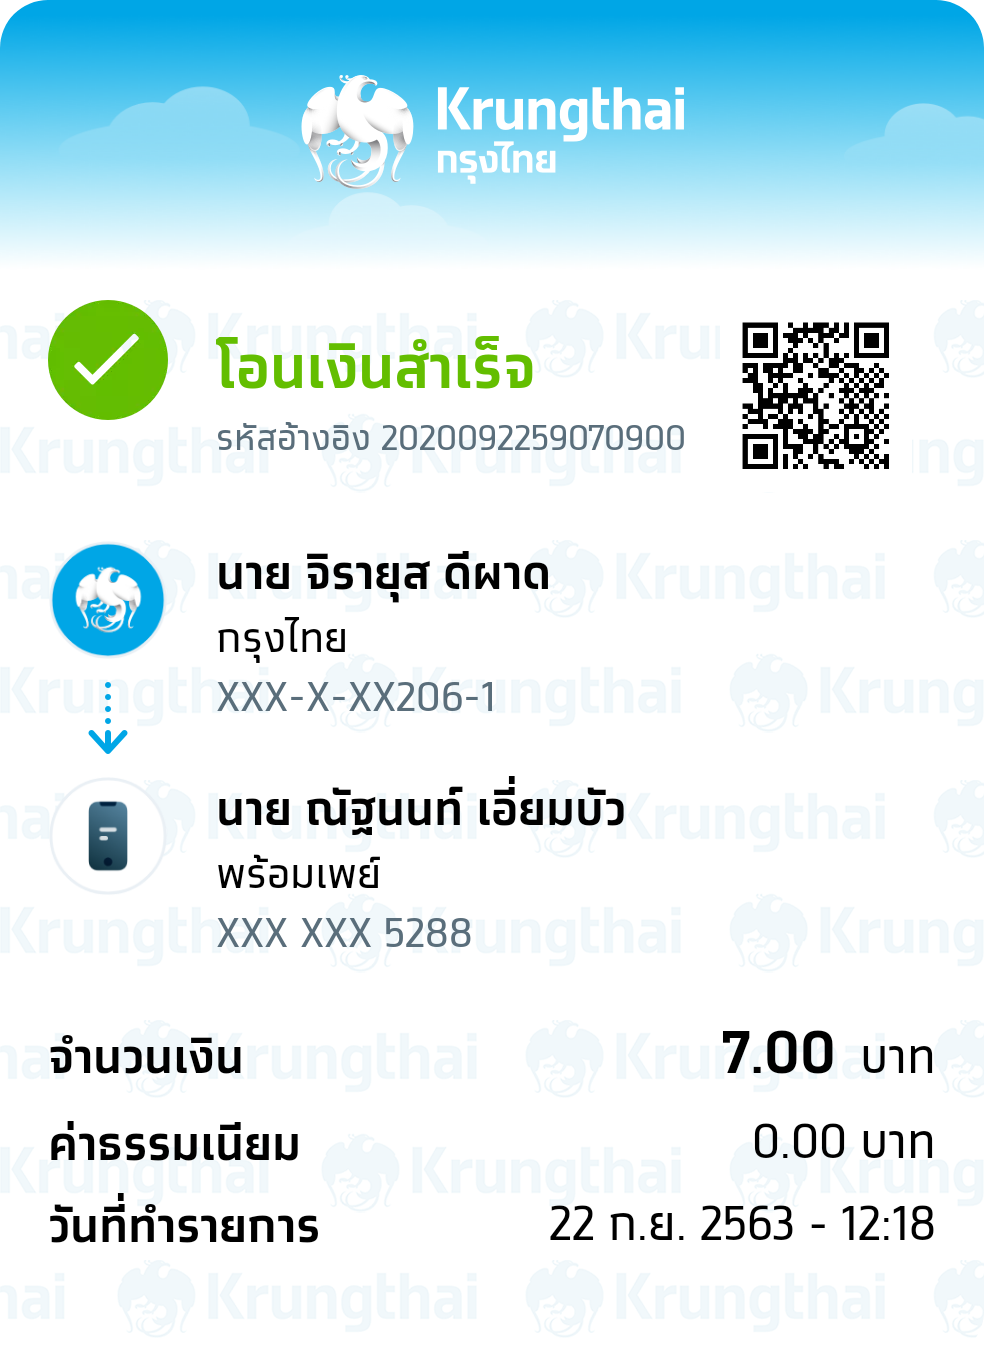 Krungthai
กรุงไทย
โอนเงินสำเร็จ
รหัสอ้างอิง 2020092259070900
นาย จิรายุส ดีผาด
กรุงไทย
XXX-X-XX206-1
นาย ณัฐนนท์ เอี่ยมบัว
พร้อมเพย์
XXX XXX 5288
จำนวนเงิน 7.00 บาท
ค่าธรรมเนียม 0.00 บาท
วันที่ทำรายการ 22 ก.ย. 2563 - 12:18